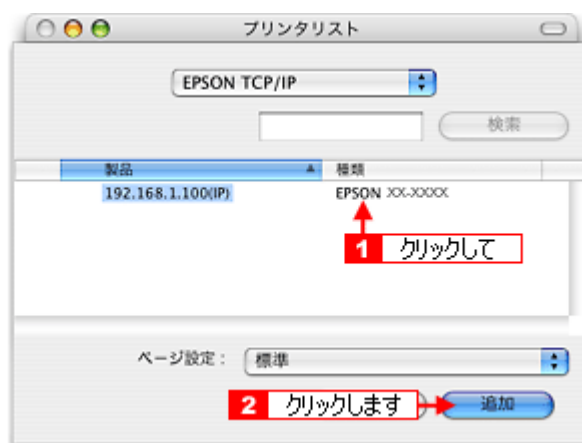 プリンタリスト
EPSON TCP/IP
検索
製品 種類
192.168.1.100(IP) EPSON XX-XXXX
1 クリックして
ページ設定： 標準
2 クリックします 追加